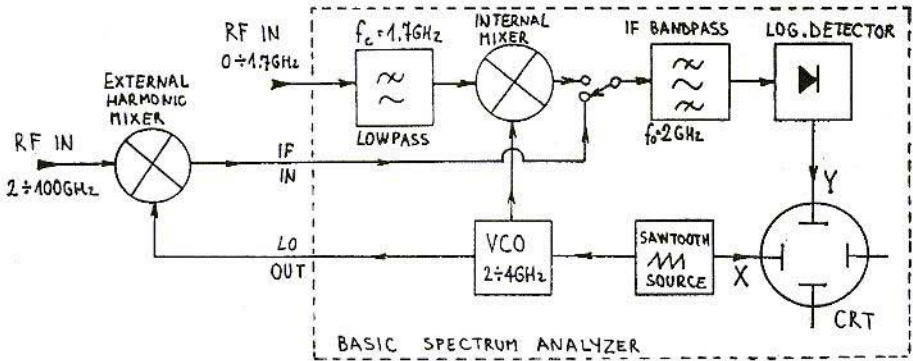 RF IN
0÷1.7GHz
fc=1.7GHz
LOWPASS
INTERNAL
MIXER
IF BANDPASS
fo=2GHz
LOG.DETECTOR
EXTERNAL
HARMONIC
MIXER
RF IN
2÷100GHz
IF
IN
LO
OUT
VCO
2÷4GHz
SAWTOOTH
SOURCE
X
Y
CRT
BASIC SPECTRUM ANALYZER